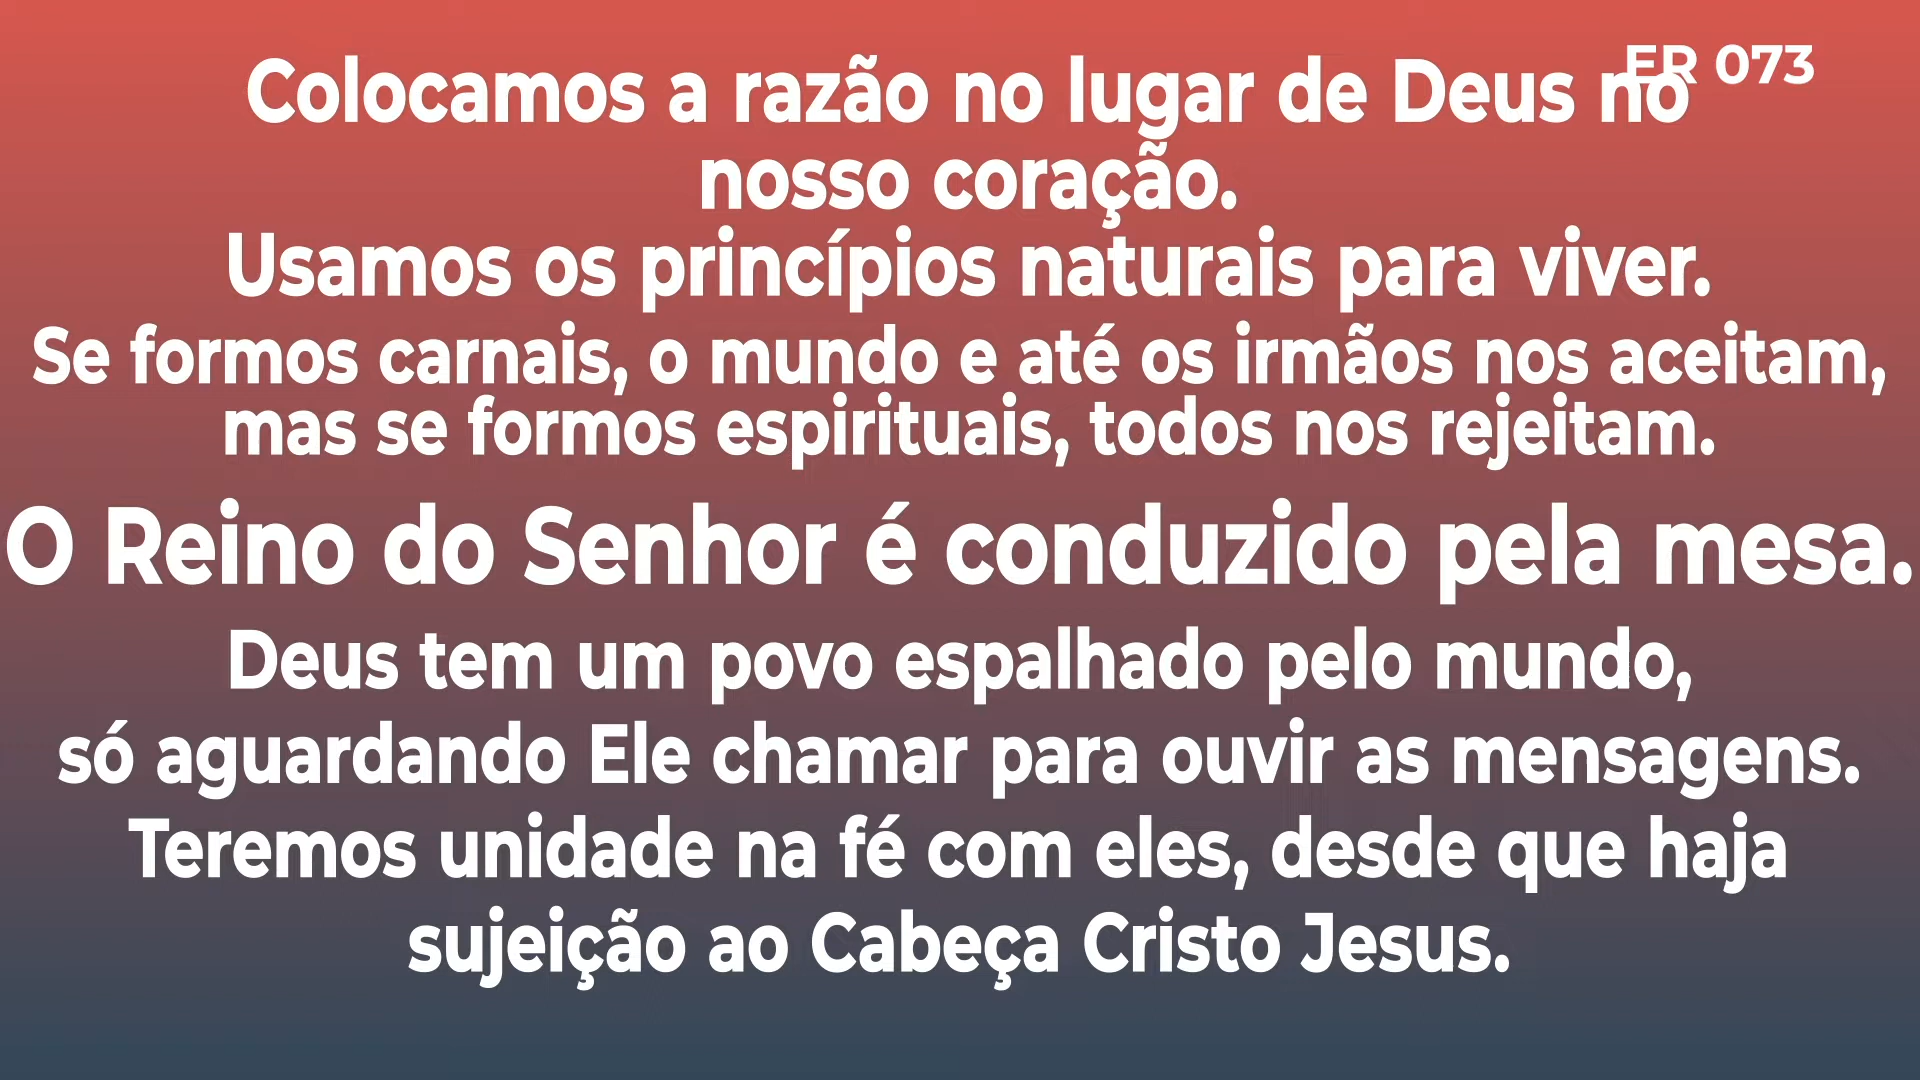 ER 073
Colocamos a razão no lugar de Deus no
nosso coração.
Usamos os princípios naturais para viver.
Se formos carnais, o mundo e até os irmãos nos aceitam,
mas se formos espirituais, todos nos rejeitam.
O Reino do Senhor é conduzido pela mesa.
Deus tem um povo espalhado pelo mundo,
só aguardando Ele chamar para ouvir as mensagens.
Teremos unidade na fé com eles, desde que haja
sujeição ao Cabeça Cristo Jesus.